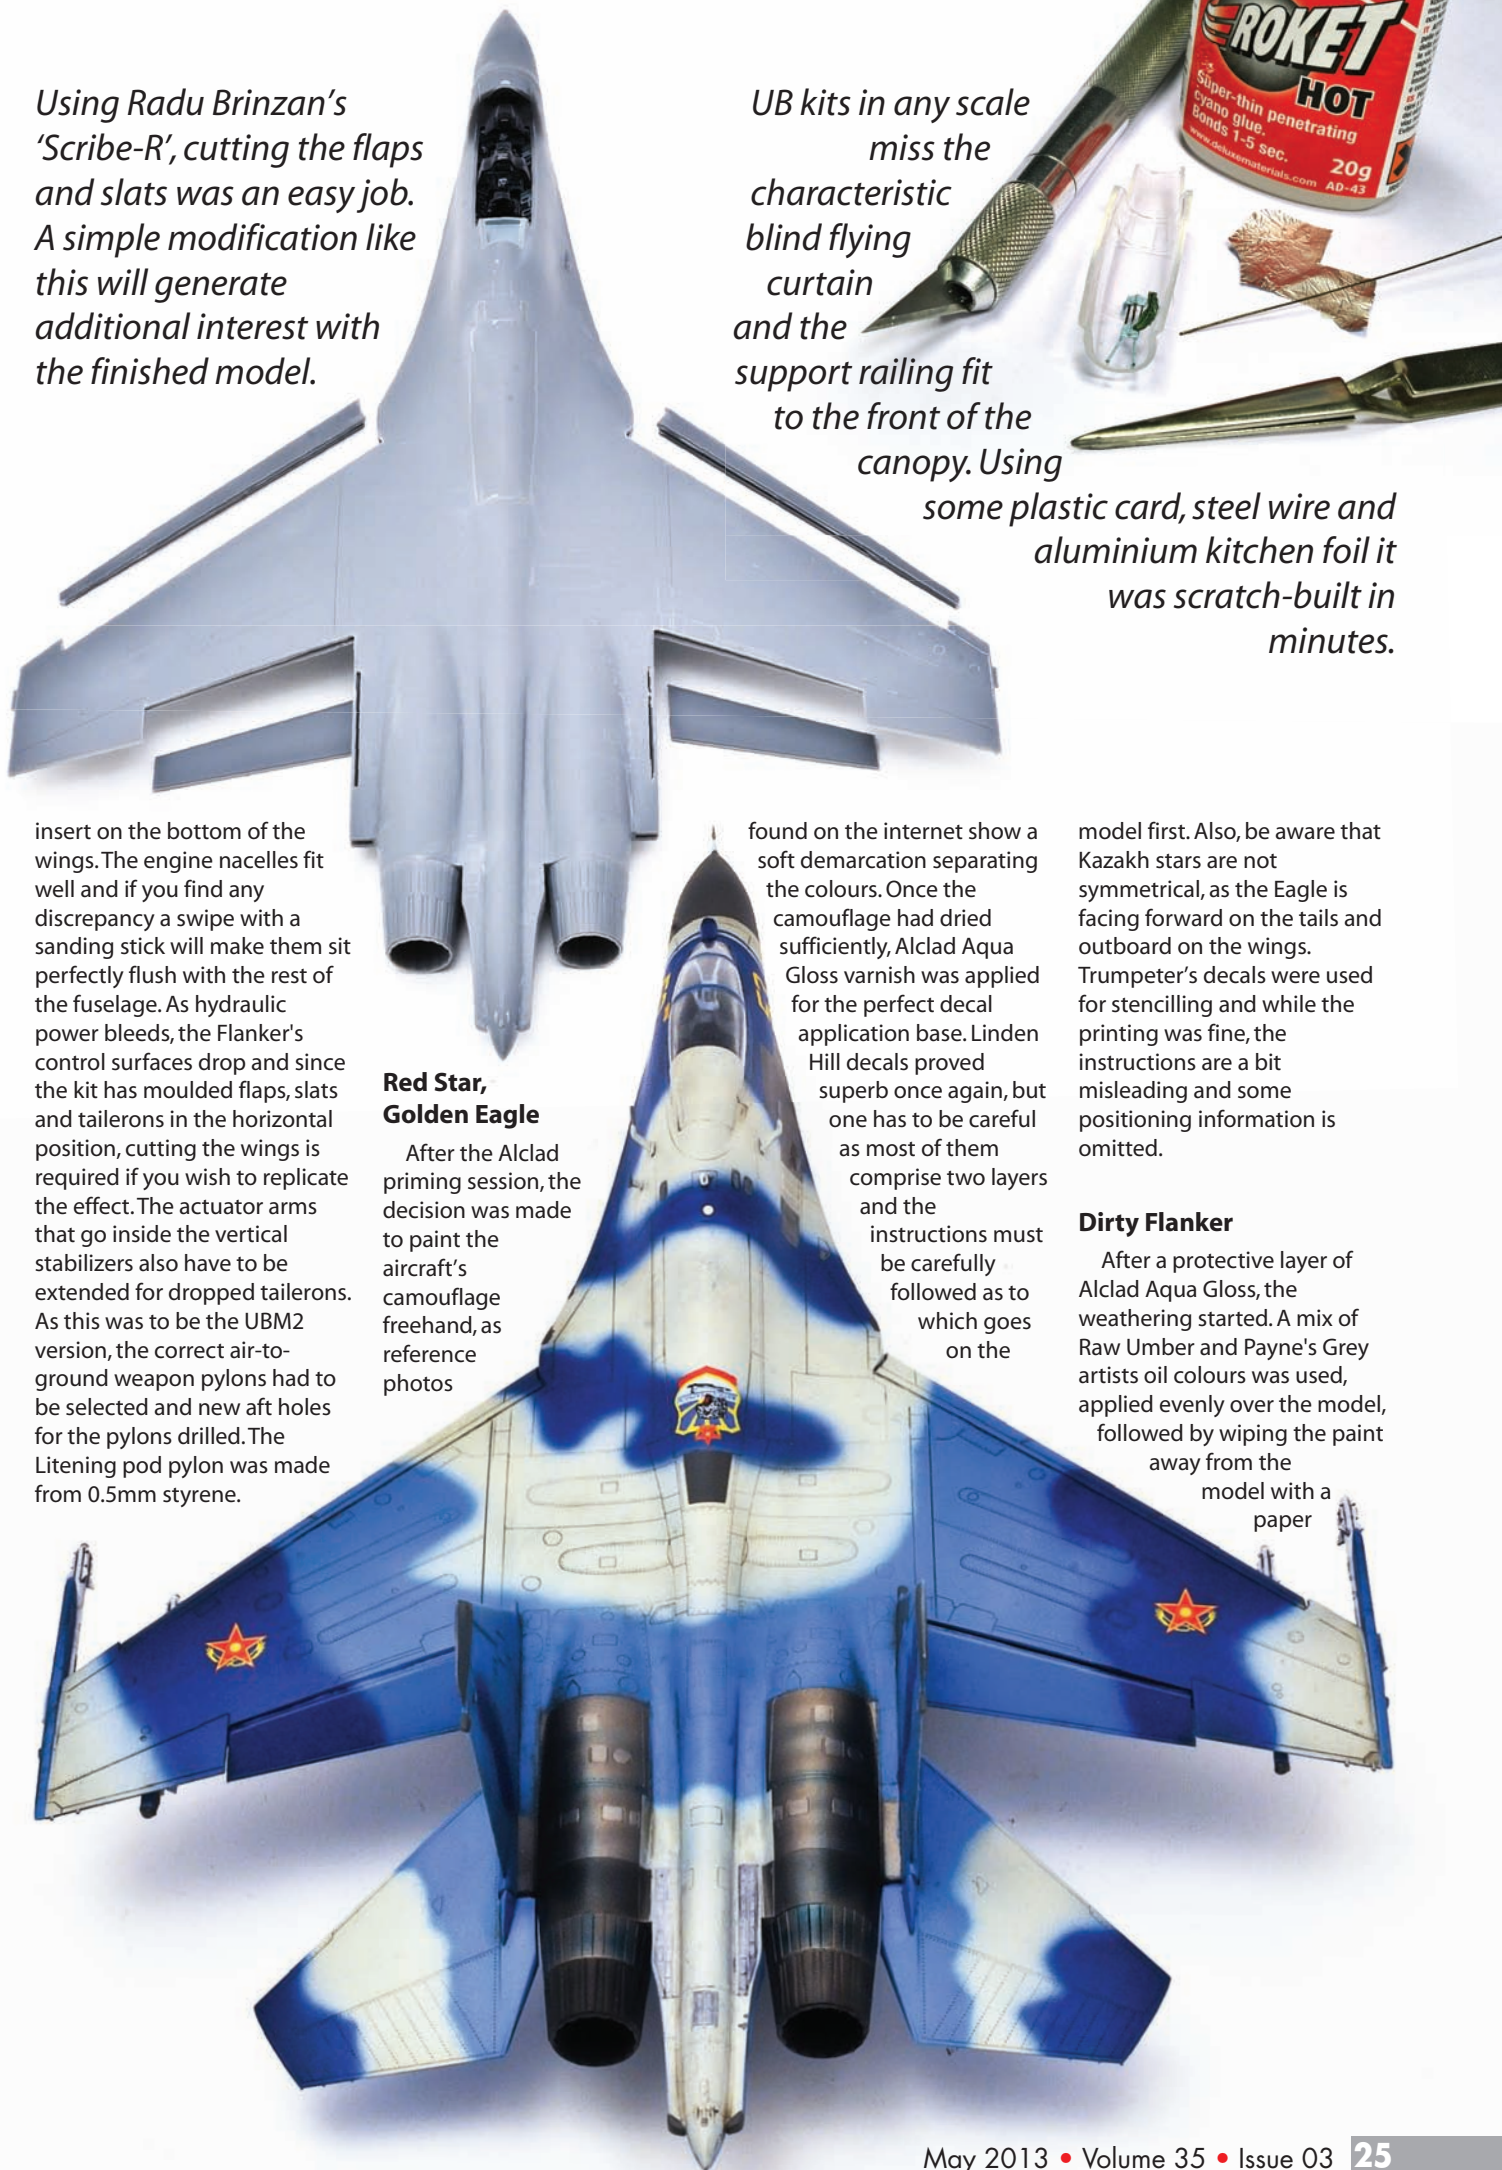 Using Radu Brinzan's
'Scribe-R', cutting the flaps
and slats was an easy job.
A simple modification like
this will generate
additional interest with
the finished model.
UB kits in any scale
miss the
characteristic
blind flying
curtain
and the
support railing fit
to the front of the
canopy. Using
some plastic card, steel wire and
aluminium kitchen foil it
was scratch-built in
minutes.
ROKET
HOT
Super-thin penetrating
cyano glue.
Bonds 1-5 sec.
www.deluxematerials.com
20g
AD-43
insert on the bottom of the
wings. The engine nacelles fit
well and if you find any
discrepancy a swipe with a
sanding stick will make them sit
perfectly flush with the rest of
the fuselage. As hydraulic
power bleeds, the Flanker's
control surfaces drop and since
the kit has moulded flaps, slats
and tailerons in the horizontal
position, cutting the wings is
required if you wish to replicate
the effect. The actuator arms
that go inside the vertical
stabilizers also have to be
extended for dropped tailerons.
As this was to be the UBM2
version, the correct air-to-
ground weapon pylons had to
be selected and new aft holes
for the pylons drilled. The
Litening pod pylon was made
from 0.5mm styrene.
Red Star,
Golden Eagle
After the Alclad
priming session, the
decision was made
to paint the
aircraft's
camouflage
freehand, as
reference
photos
found on the internet show a
soft demarcation separating
the colours. Once the
camouflage had dried
sufficiently, Alclad Aqua
Gloss varnish was applied
for the perfect decal
application base. Linden
Hill decals proved
superb once again, but
one has to be careful
as most of them
comprise two layers
and the
instructions must
be carefully
followed as to
which goes
on the
model first. Also, be aware that
Kazakh stars are not
symmetrical, as the Eagle is
facing forward on the tails and
outboard on the wings.
Trumpeter's decals were used
for stencilling and while the
printing was fine, the
instructions are a bit
misleading and some
positioning information is
omitted.
Dirty Flanker
After a protective layer of
Alclad Aqua Gloss, the
weathering started. A mix of
Raw Umber and Payne's Grey
artists oil colours was used,
applied evenly over the model,
followed by wiping the paint
away from the
model with a
paper
May 2013 • Volume 35 • Issue 03 25